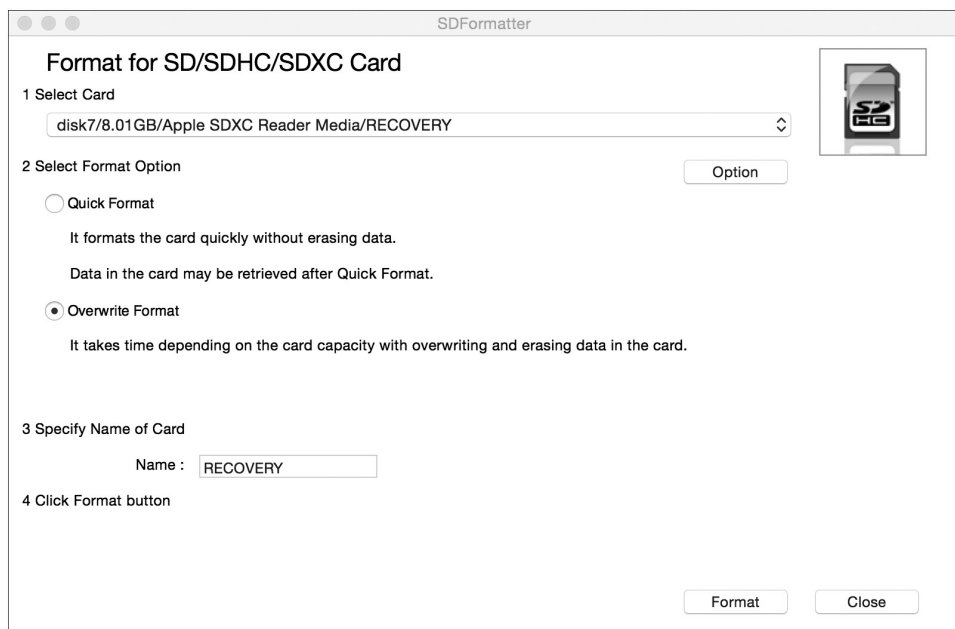 SDFormatter
Format for SD/SDHC/SDXC Card
1 Select Card
disk7/8.01GB/Apple SDXC Reader Media/RECOVERY
2 Select Format Option
Option
Quick Format
It formats the card quickly without erasing data.
Data in the card may be retrieved after Quick Format.
Overwrite Format
It takes time depending on the card capacity with overwriting and erasing data in the card.
3 Specify Name of Card
Name : RECOVERY
4 Click Format button
Format Close
SD
HC